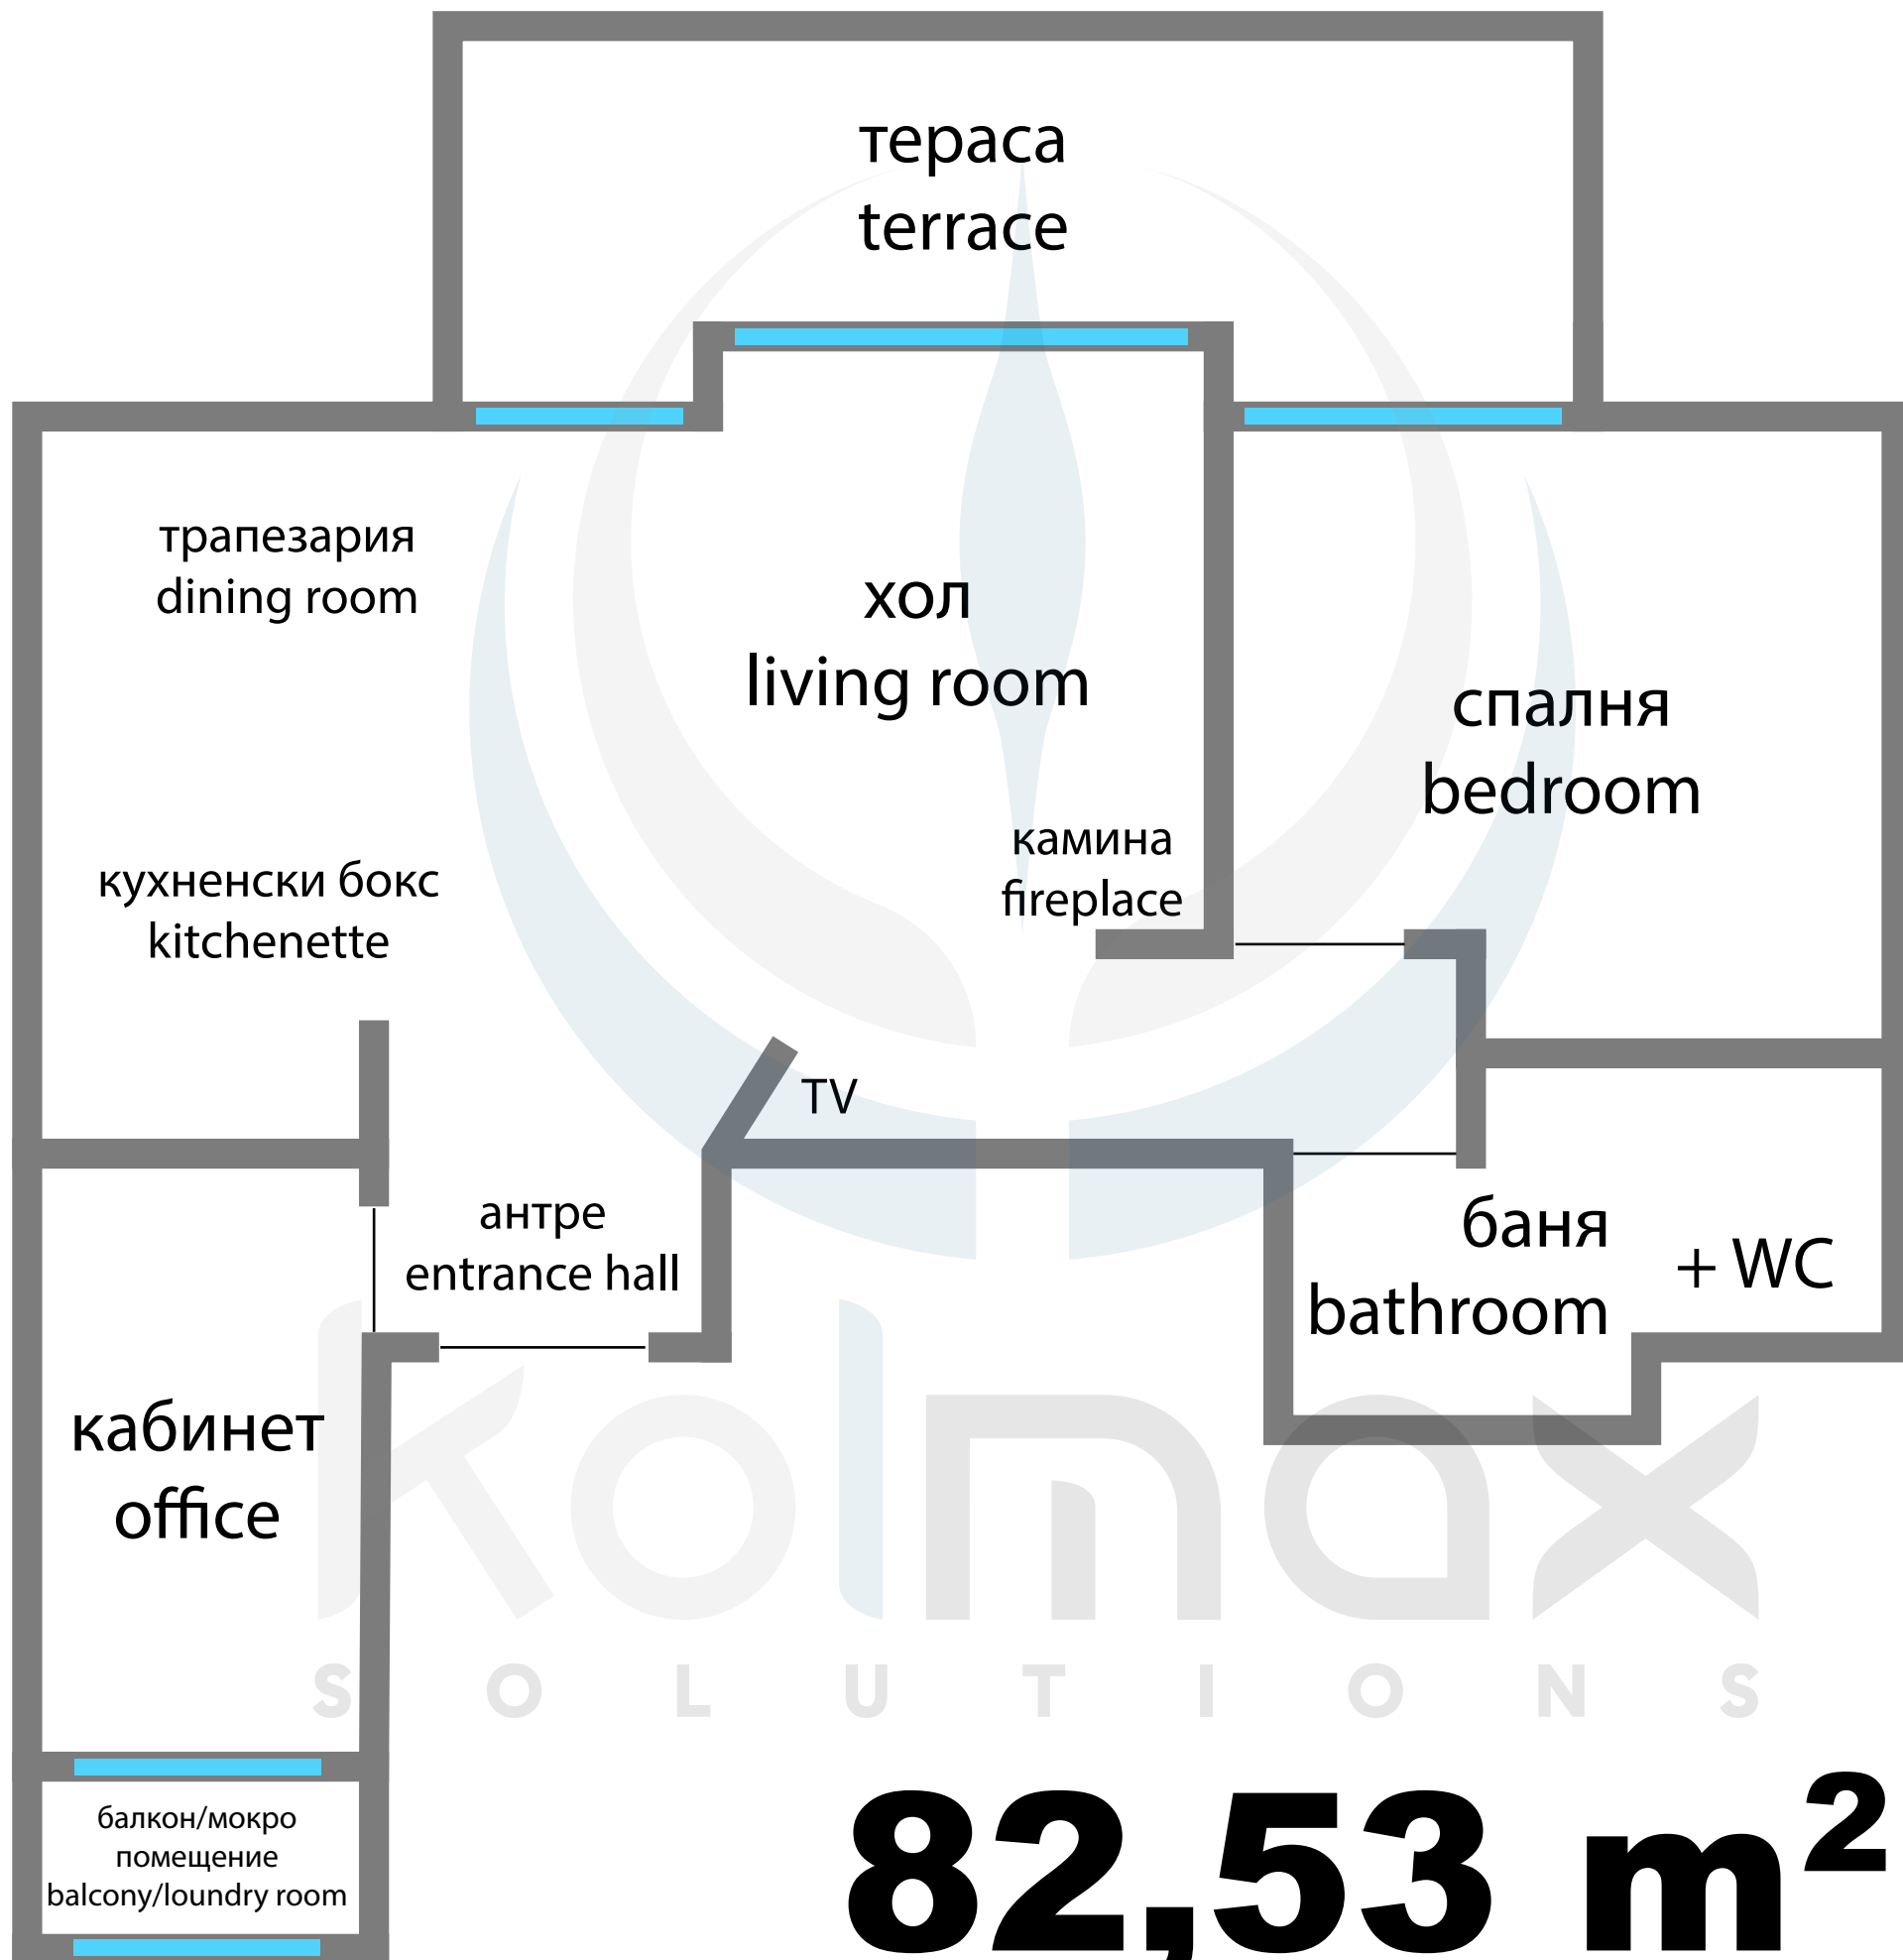 тераса
terrace
трапезария
dining room
хол
living room
спалня
bedroom
камина
fireplace
кухненски бокс
kitchenette
TV
антре
entrance hall
баня
bathroom
+ WC
кабинет
office
kolmax
SOLUTIONS
балкон/мокро
помещение
balcony/loundry room
82,53 m²